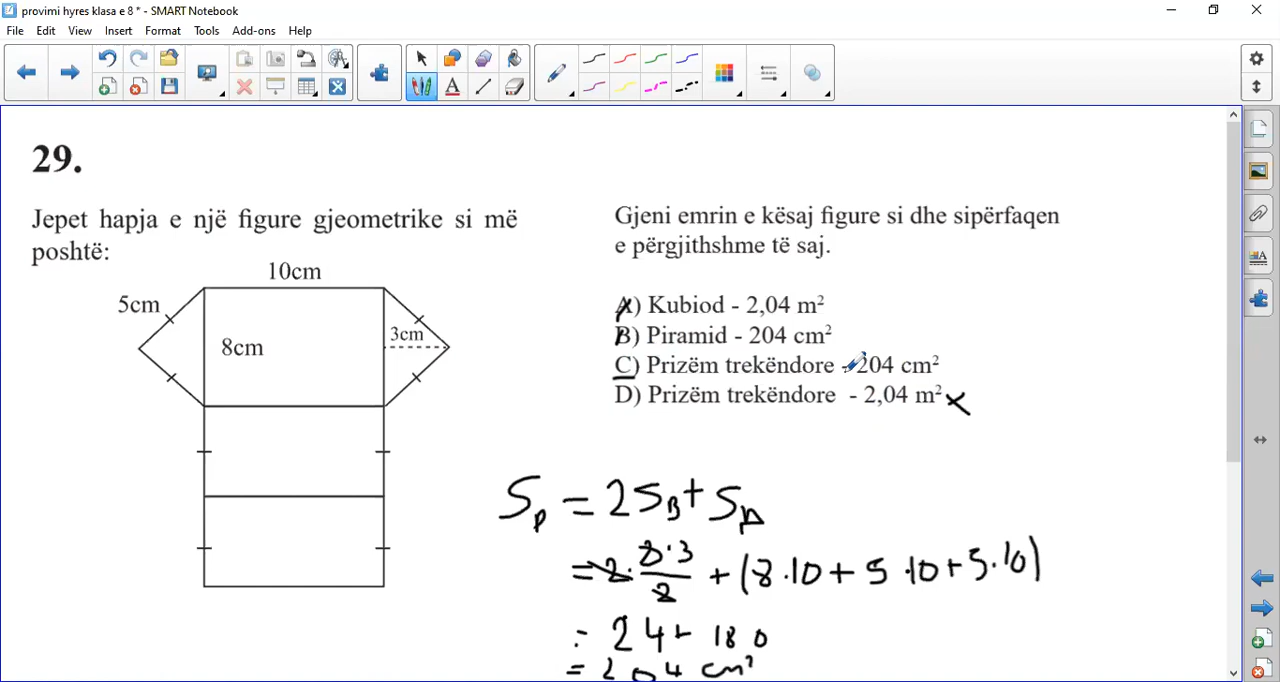 provimi hyres klasa e 8 * - SMART Notebook
File Edit View Insert Format Tools Add-ons Help
29.
Jepet hapja e një figure gjeometrike si më
poshtë:
10cm
5cm
8cm
3cm
Gjeni emrin e kësaj figure si dhe sipërfaqen
e përgjithshme të saj.
A) Kubiod - 2,04 m²
B) Piramid - 204 cm²
C) Prizëm trekëndore - 204 cm²
D) Prizëm trekëndore - 2,04 m² x
Sp = 2SB + SA
= 2 · 8·3/2 + (8·10 + 5·10 + 5·10)
= 24 + 180
= 204 cm²